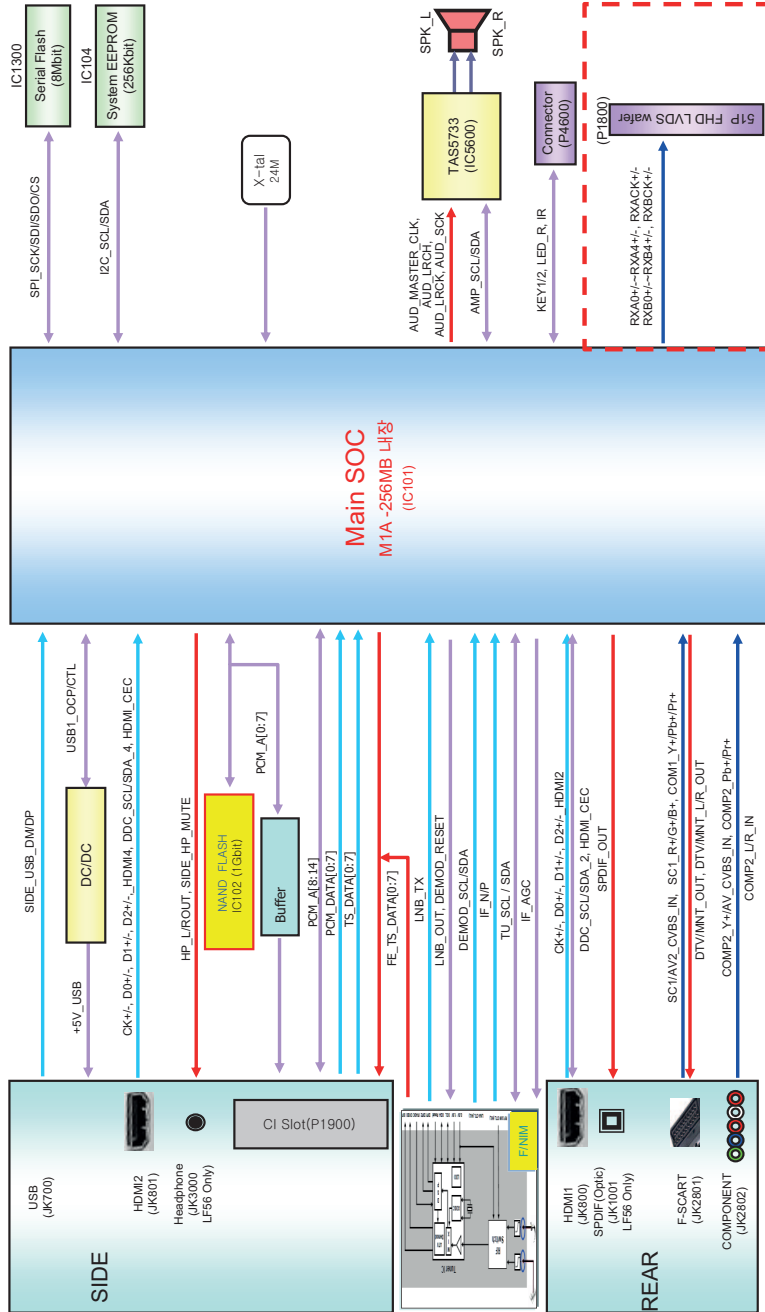 IC1300
Serial Flash
(8Mbit)
IC104
System EEPROM
(256Kbit)
SPI_SCK/SDI/SDO/CS
I2C_SCL/SDA
X-tal
24M
SPK_L
SPK_R
TAS5733
(IC5600)
AUD_MASTER_CLK,
AUD_LRCH,
AUD_LRCK, AUD_SCK
AMP_SCL/SDA
Connector
(P4600)
KEY1/2, LED_R, IR
(P1800)
51P FHD LVDS wafer
RXA0+/-~RXA4+/-, RXACK+/-
RXB0+/-~RXB4+/-, RXBCK+/-
Main SOC
M1A -256MB 내장
(IC101)
SIDE_USB_DM/DP
USB1_OCP/CTL
DC/DC
+5V_USB
CK+/-, D0+/-, D1+/-, D2+/-_HDMI4, DDC_SCL/SDA_4, HDMI_CEC
HP_L/ROUT, SIDE_HP_MUTE
NAND FLASH
IC102 (1Gbit)
PCM_A[0:7]
Buffer
PCM_A[8:14]
PCM_DATA[0:7]
TS_DATA[0:7]
FE_TS_DATA[0:7]
LNB_TX
LNB_OUT, DEMOD_RESET
DEMOD_SCL/SDA
IF_N/P
TU_SCL / SDA
IF_AGC
CK+/-, D0+/-, D1+/-, D2+/-_HDMI2
DDC_SCL/SDA_2, HDMI_CEC
SPDIF_OUT
SC1/AV2_CVBS_IN, SC1_R+/G+/B+, COM1_Y+/Pb+/Pr+
DTV/MNT_OUT, DTV/MNT_L/R_OUT
COMP2_Y+/AV_CVBS_IN, COMP2_Pb+/Pr+
COMP2_L/R_IN
USB
(JK700)
HDMI2
(JK801)
Headphone
(JK3000
LF56 Only)
SIDE
CI Slot(P1900)
F/NIM
Tuner IC
Switch
HDMI1
(JK800)
SPDIF(Optic)
(JK1001
LF56 Only)
F-SCART
(JK2801)
COMPONENT
(JK2802)
REAR